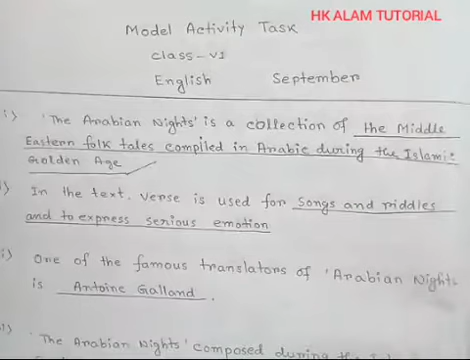 HK ALAM TUTORIAL
Model Activity Task
Class-VI
English September
i) 'The Arabian Nights' is a collection of the Middle
Eastern folk tales compiled in Arabic during the Islamic
Golden Age
) In the text. verse is used for songs and riddles
and to express serious emotion
i) One of the famous translators of 'Arabian Nights
is Antoine Galland.
'The Arabian Nights' composed during the